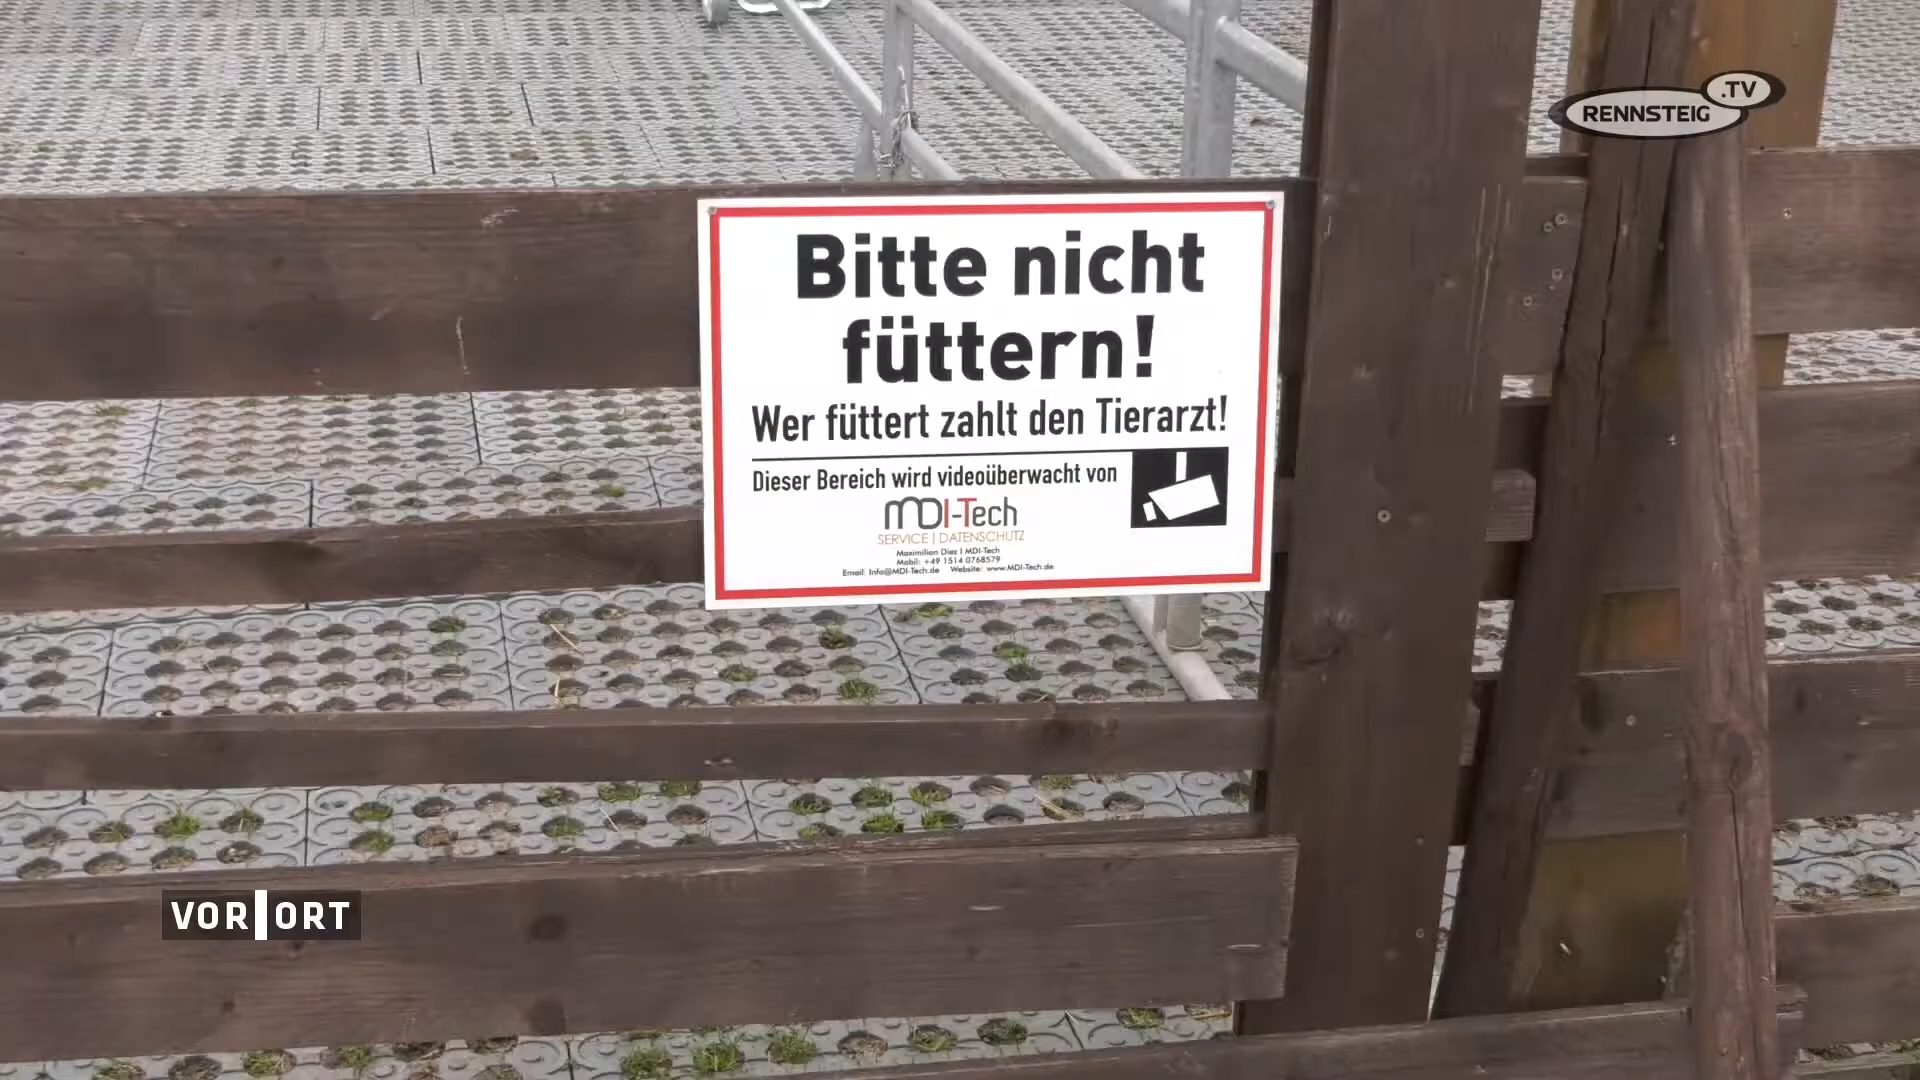 RENNSTEIG .TV
Bitte nicht
füttern!
Wer füttert zahlt den Tierarzt!
Dieser Bereich wird videoüberwacht von
MDI-Tech
SERVICE | DATENSCHUTZ
Maximilian Diez | MDI-Tech
Mobil: +49 1514 0768579
Email: Info@MDI-Tech.de Website: www.MDI-Tech.de
VOR ORT